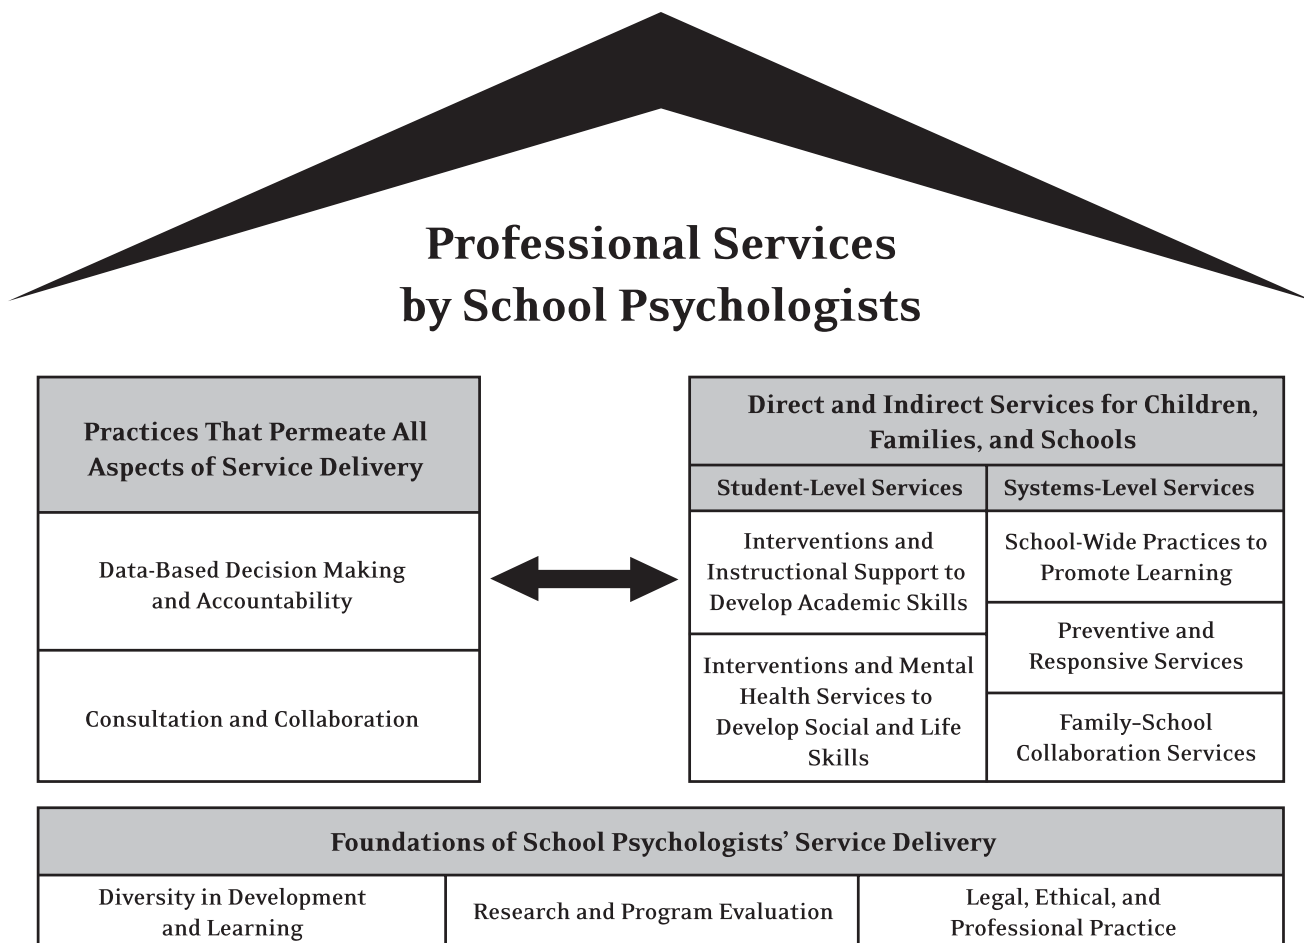 Professional Services
by School Psychologists
Practices That Permeate All
Aspects of Service Delivery
Data-Based Decision Making
and Accountability
Consultation and Collaboration
Direct and Indirect Services for Children,
Families, and Schools
Student-Level Services
Systems-Level Services
Interventions and
Instructional Support to
Develop Academic Skills
Interventions and Mental
Health Services to
Develop Social and Life
Skills
School-Wide Practices to
Promote Learning
Preventive and
Responsive Services
Family–School
Collaboration Services
Foundations of School Psychologists’ Service Delivery
Diversity in Development
and Learning
Research and Program Evaluation
Legal, Ethical, and
Professional Practice